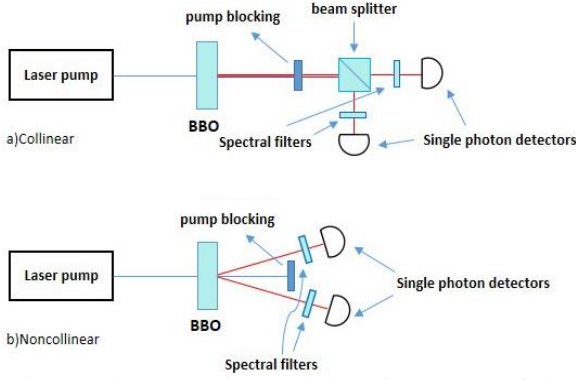 beam splitter
pump blocking
Laser pump
BBO
Spectral filters
Single photon detectors
a)Collinear
pump blocking
Laser pump
Single photon detectors
BBO
b)Noncollinear
Spectral filters